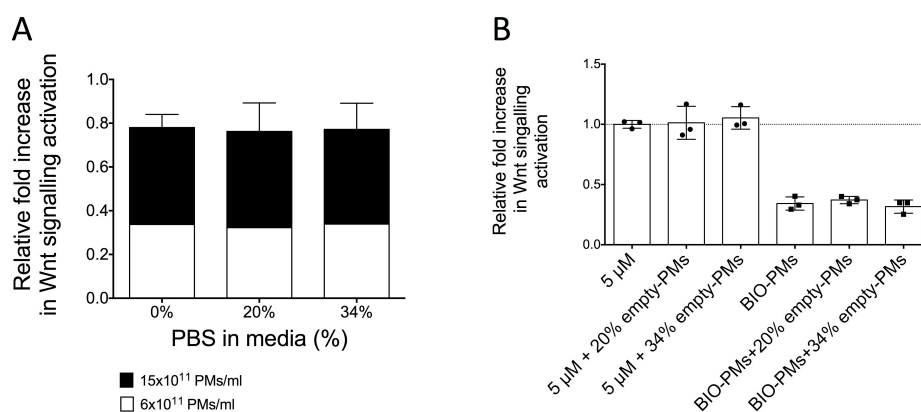 A
Relative fold increase
in Wnt signalling activation
1.0
0.8
0.6
0.4
0.2
0.0
0%
20%
34%
PBS in media (%)
15x10¹¹ PMs/ml
6x10¹¹ PMs/ml
B
Relative fold increase
in Wnt singalling
activation
1.5
1.0
0.5
0.0
5 µM
5 µM + 20% empty-PMs
5 µM + 34% empty-PMs
BIO-PMs
BIO-PMs+20% empty-PMs
BIO-PMs+34% empty-PMs